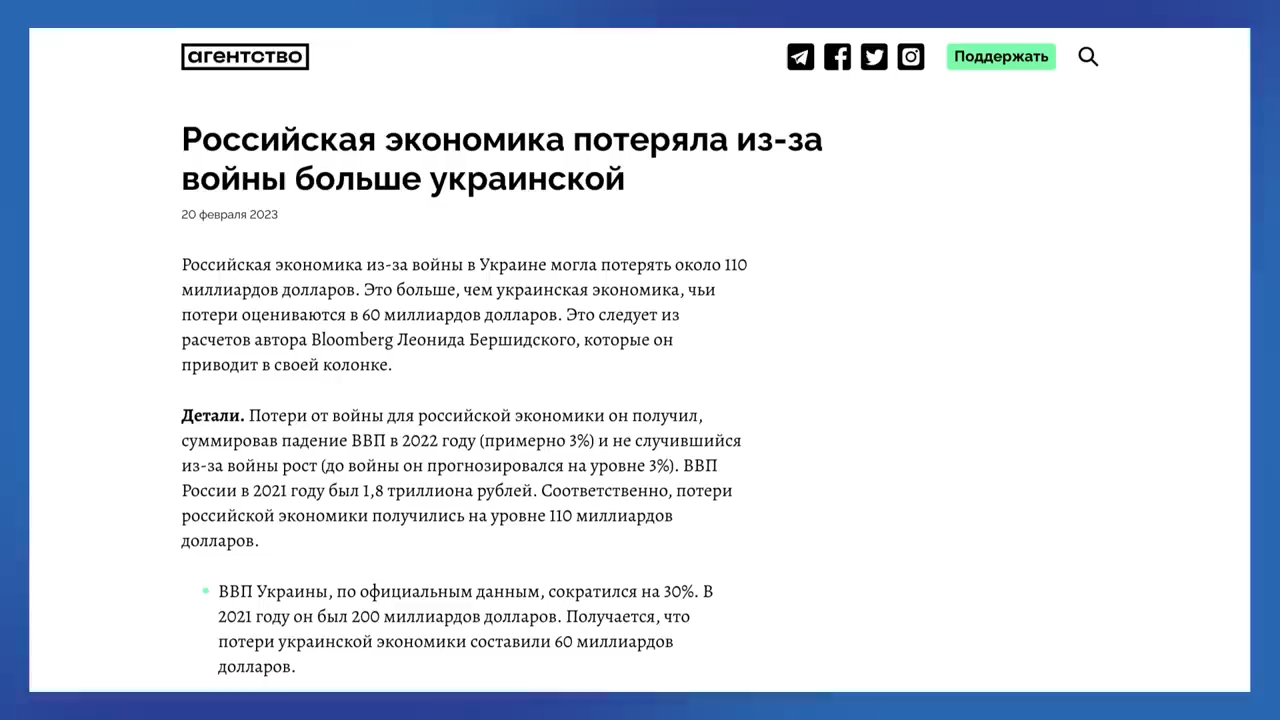 агентство
Поддержать
Российская экономика потеряла из-за
войны больше украинской
20 февраля 2023
Российская экономика из-за войны в Украине могла потерять около 110
миллиардов долларов. Это больше, чем украинская экономика, чьи
потери оцениваются в 60 миллиардов долларов. Это следует из
расчетов автора Bloomberg Леонида Бершидского, которые он
приводит в своей колонке.
Детали. Потери от войны для российской экономики он получил,
суммировав падение ВВП в 2022 году (примерно 3%) и не случившийся
из-за войны рост (до войны он прогнозировался на уровне 3%). ВВП
России в 2021 году был 1,8 триллиона рублей. Соответственно, потери
российской экономики получились на уровне 110 миллиардов
долларов.
ВВП Украины, по официальным данным, сократился на 30%. В
2021 году он был 200 миллиардов долларов. Получается, что
потери украинской экономики составили 60 миллиардов
долларов.